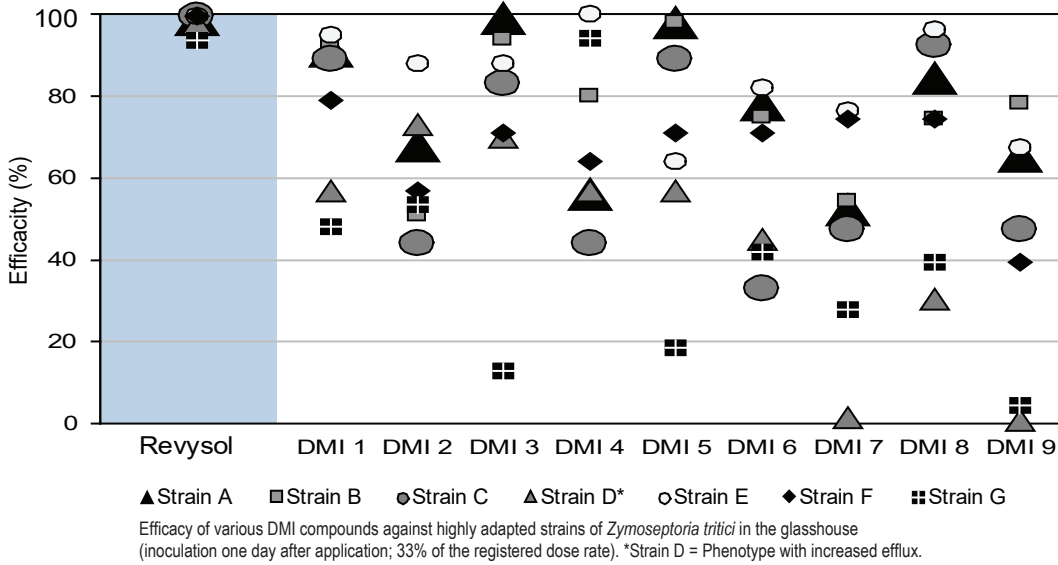 100
80
60
40
20
0
Efficacity (%)
Revysol DMI 1 DMI 2 DMI 3 DMI 4 DMI 5 DMI 6 DMI 7 DMI 8 DMI 9
Strain A Strain B Strain C Strain D* Strain E Strain F Strain G
Efficacy of various DMI compounds against highly adapted strains of Zymoseptoria tritici in the glasshouse
(inoculation one day after application; 33% of the registered dose rate). *Strain D = Phenotype with increased efflux.